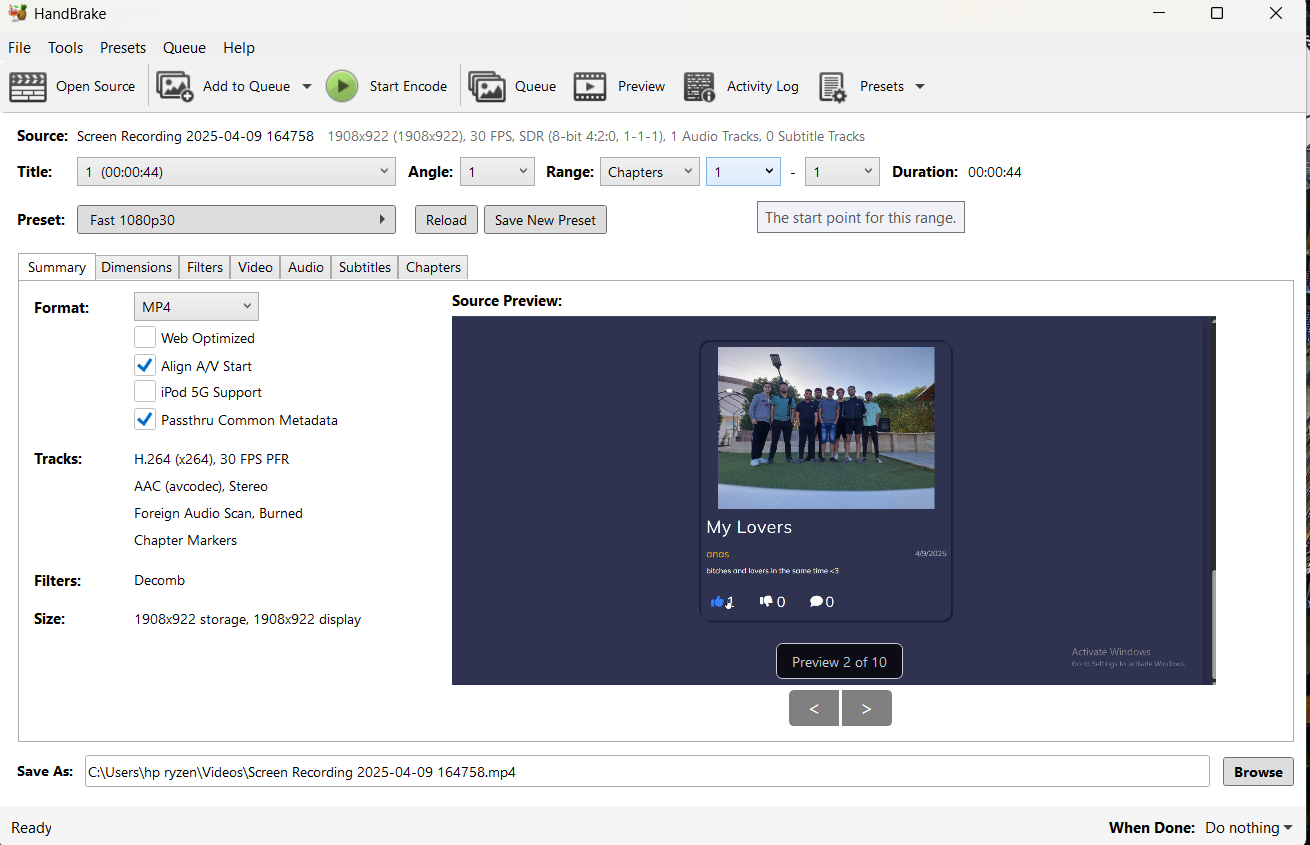 HandBrake
File Tools Presets Queue Help
Open Source Add to Queue Start Encode Queue Preview Activity Log Presets
Source: Screen Recording 2025-04-09 164758 1908x922 (1908x922), 30 FPS, SDR (8-bit 4:2:0, 1-1-1), 1 Audio Tracks, 0 Subtitle Tracks
Title: 1 (00:00:44) Angle: 1 Range: Chapters 1 - 1 Duration: 00:00:44
Preset: Fast 1080p30 Reload Save New Preset The start point for this range.
Summary Dimensions Filters Video Audio Subtitles Chapters
Format: MP4
Web Optimized
Align A/V Start
iPod 5G Support
Passthru Common Metadata
Tracks: H.264 (x264), 30 FPS PFR
AAC (avcodec), Stereo
Foreign Audio Scan, Burned
Chapter Markers
Filters: Decomb
Size: 1908x922 storage, 1908x922 display
Source Preview:
My Lovers
anas 4/9/2025
bitches and lovers in the same time <3
1 0 0
Preview 2 of 10
Activate Windows
Go to Settings to activate Windows.
< >
Save As: C:\Users\hp ryzen\Videos\Screen Recording 2025-04-09 164758.mp4 Browse
Ready When Done: Do nothing